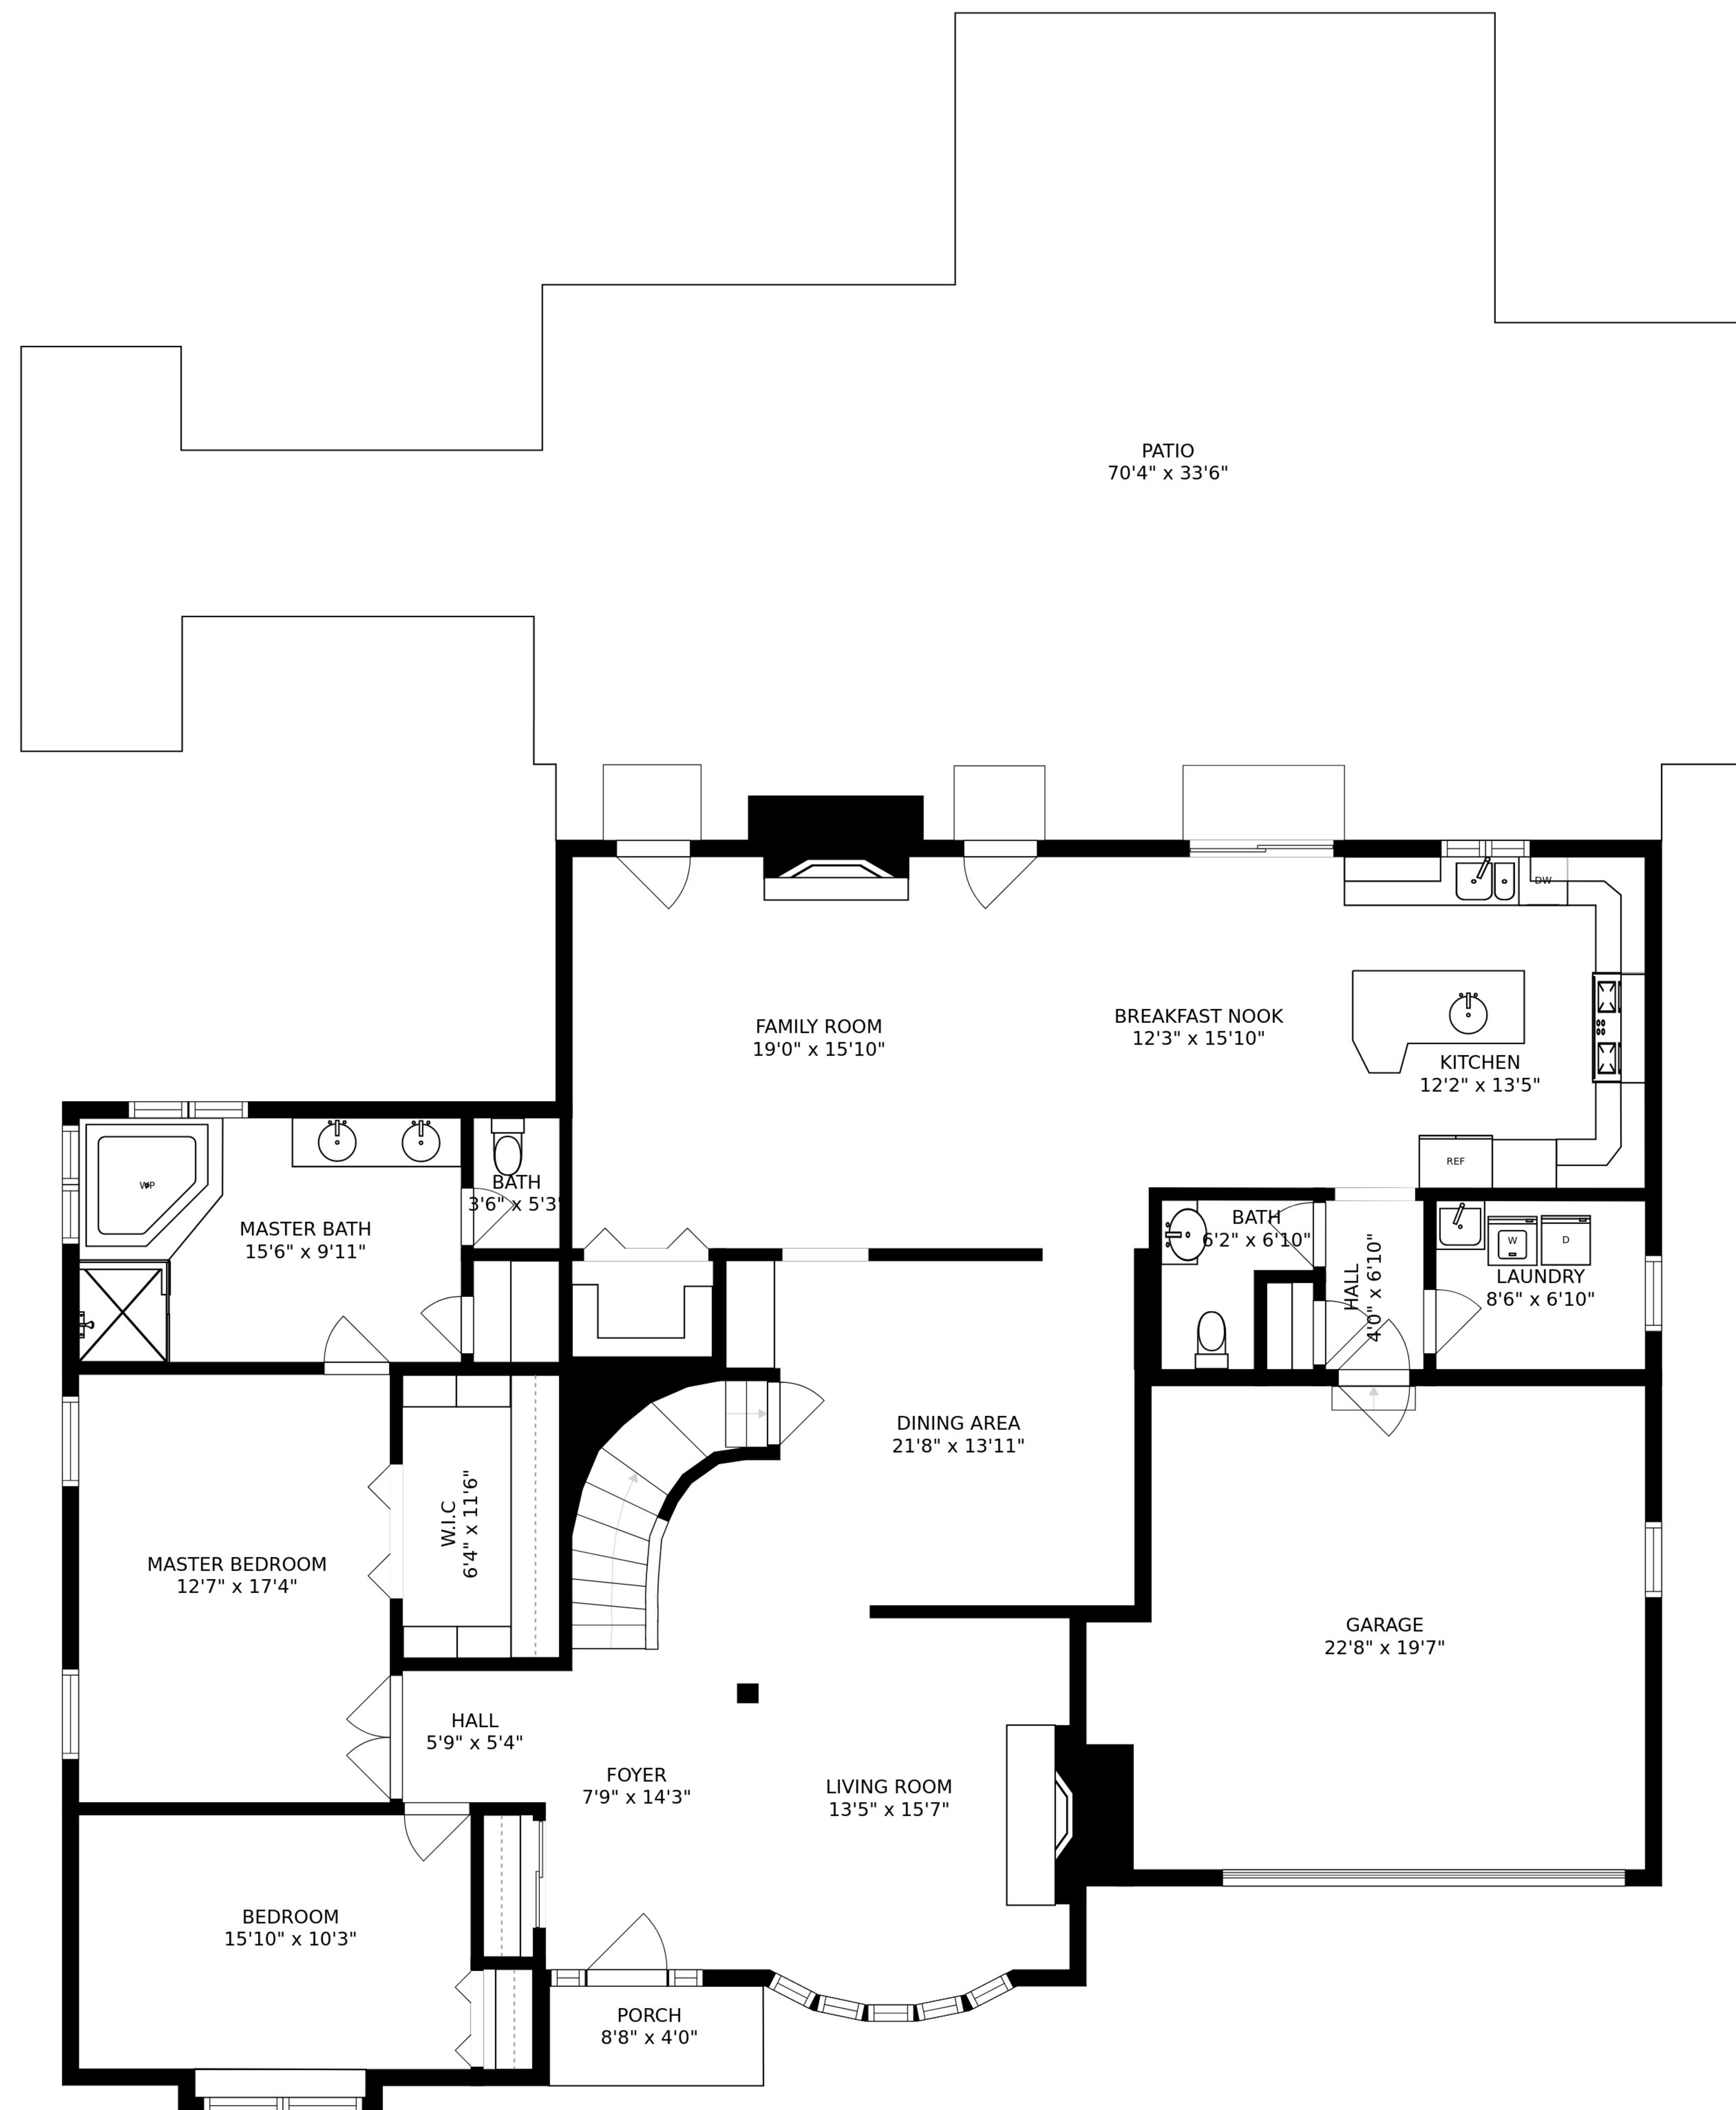 PATIO
70'4" x 33'6"
DW
FAMILY ROOM
19'0" x 15'10"
BREAKFAST NOOK
12'3" x 15'10"
KITCHEN
12'2" x 13'5"
REF
WP
MASTER BATH
15'6" x 9'11"
BATH
3'6" x 5'3"
BATH
6'2" x 6'10"
HALL
4'0" x 6'10"
W
D
LAUNDRY
8'6" x 6'10"
DINING AREA
21'8" x 13'11"
W.I.C
6'4" x 11'6"
MASTER BEDROOM
12'7" x 17'4"
GARAGE
22'8" x 19'7"
HALL
5'9" x 5'4"
FOYER
7'9" x 14'3"
LIVING ROOM
13'5" x 15'7"
BEDROOM
15'10" x 10'3"
PORCH
8'8" x 4'0"